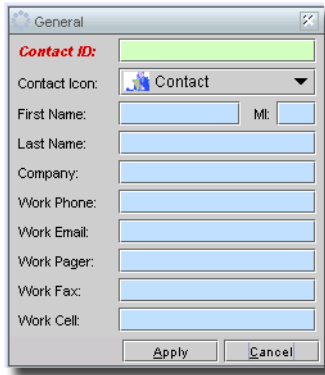 General
Contact ID:
Contact Icon: Contact
First Name: MI:
Last Name:
Company:
Work Phone:
Work Email:
Work Pager:
Work Fax:
Work Cell:
Apply Cancel